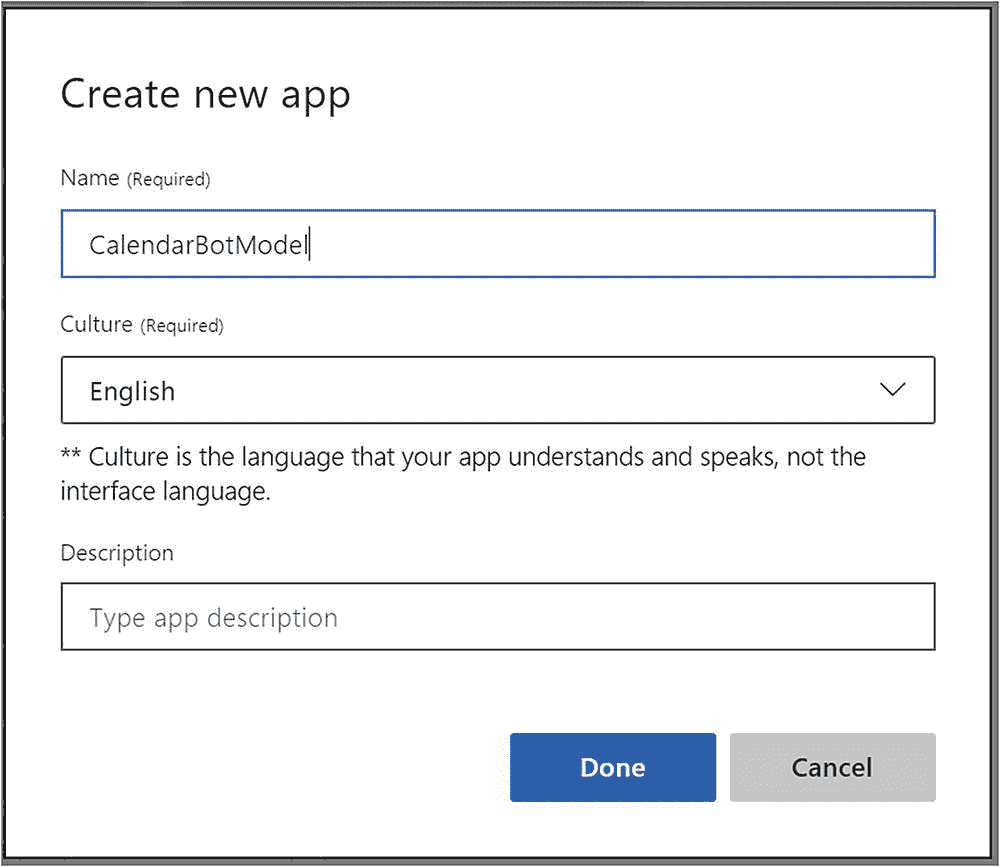 Create new app
Name (Required)
CalendarBotModel
Culture (Required)
English
** Culture is the language that your app understands and speaks, not the
interface language.
Description
Type app description
Done Cancel